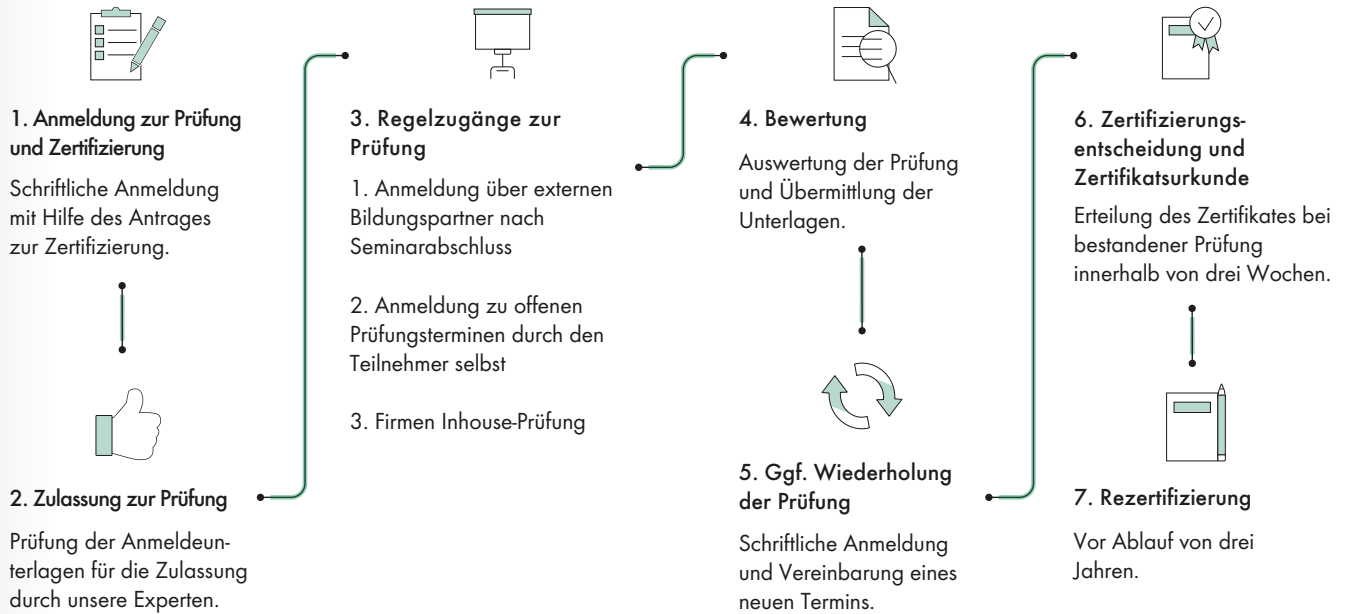 1. Anmeldung zur Prüfung
und Zertifizierung
Schriftliche Anmeldung
mit Hilfe des Antrages
zur Zertifizierung.
2. Zulassung zur Prüfung
Prüfung der Anmeldeun-
terlagen für die Zulassung
durch unsere Experten.
3. Regelzugänge zur
Prüfung
1. Anmeldung über externen
Bildungspartner nach
Seminarabschluss
2. Anmeldung zu offenen
Prüfungsterminen durch den
Teilnehmer selbst
3. Firmen Inhouse-Prüfung
4. Bewertung
Auswertung der Prüfung
und Übermittlung der
Unterlagen.
5. Ggf. Wiederholung
der Prüfung
Schriftliche Anmeldung
und Vereinbarung eines
neuen Termins.
6. Zertifizierungs-
entscheidung und
Zertifikatsurkunde
Erteilung des Zertifikates bei
bestandener Prüfung
innerhalb von drei Wochen.
7. Rezertifizierung
Vor Ablauf von drei
Jahren.